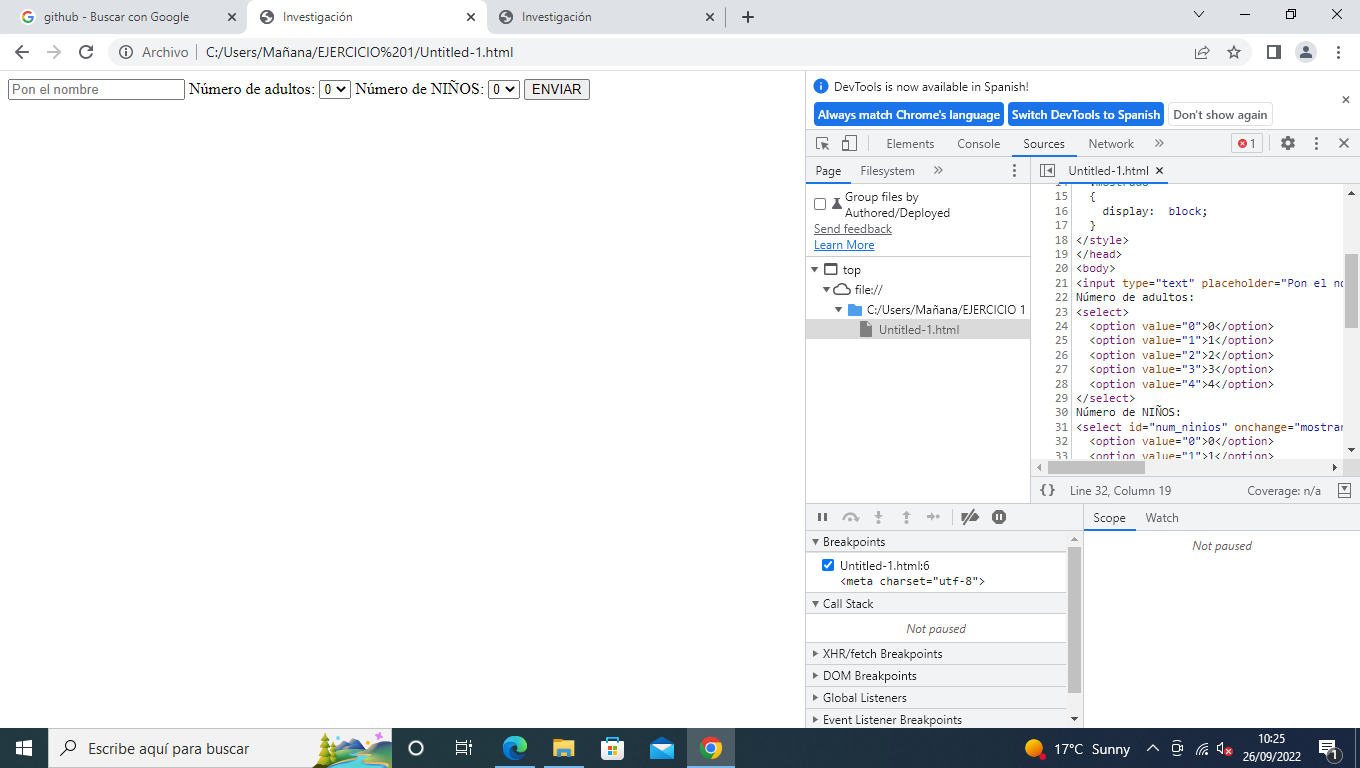 github - Buscar con Google
Investigación
Investigación
Archivo
C:/Users/Mañana/EJERCICIO%201/Untitled-1.html
Pon el nombre
Número de adultos:
0
Número de NIÑOS:
0
ENVIAR
DevTools is now available in Spanish!
Always match Chrome's language
Switch DevTools to Spanish
Don't show again
Elements
Console
Sources
Network
1
Page
Filesystem
Untitled-1.html
Group files by
Authored/Deployed
Send feedback
Learn More
top
file://
C:/Users/Mañana/EJERCICIO 1
Untitled-1.html
15 {
16 display: block;
17 }
18 </style>
19 </head>
20 <body>
21 <input type="text" placeholder="Pon el no
22 Número de adultos:
23 <select>
24 <option value="0">0</option>
25 <option value="1">1</option>
26 <option value="2">2</option>
27 <option value="3">3</option>
28 <option value="4">4</option>
29 </select>
30 Número de NIÑOS:
31 <select id="num_ninios" onchange="mostrar
32 <option value="0">0</option>
33 <option value="1">1</option>
{} Line 32, Column 19
Coverage: n/a
Scope
Watch
Not paused
Breakpoints
Untitled-1.html:6
<meta charset="utf-8">
Call Stack
Not paused
XHR/fetch Breakpoints
DOM Breakpoints
Global Listeners
Event Listener Breakpoints
Escribe aquí para buscar
17°C Sunny
10:25
26/09/2022
1